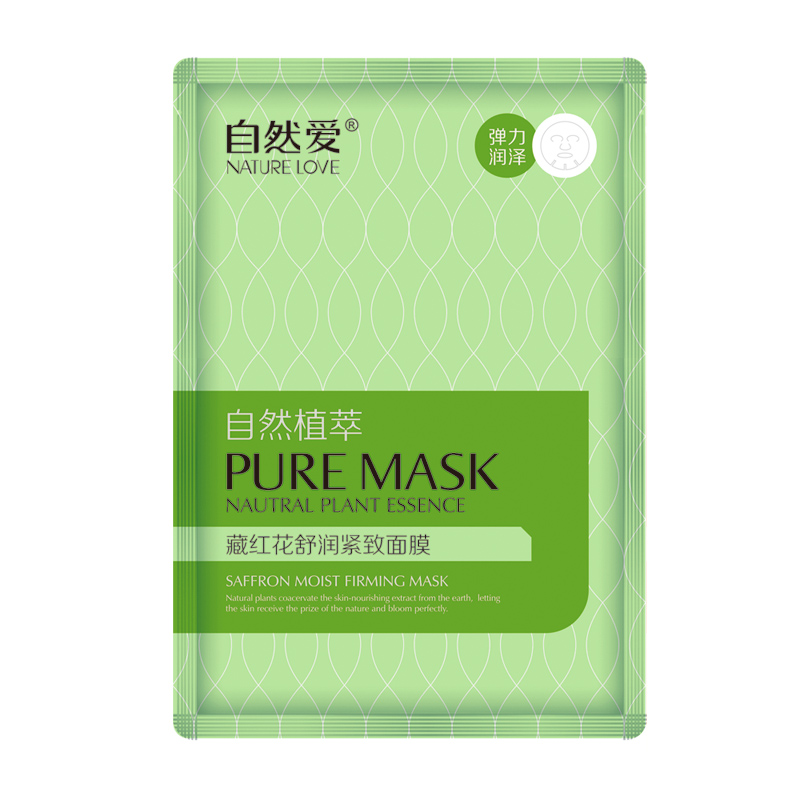 自然爱®
NATURE LOVE
弹力
润泽
自然植萃
PURE MASK
NAUTRAL PLANT ESSENCE
藏红花舒润紧致面膜
SAFFRON MOIST FIRMING MASK
Natural plants coacervate the skin-nourishing extract from the earth, letting
the skin receive the prize of the nature and bloom perfectly.